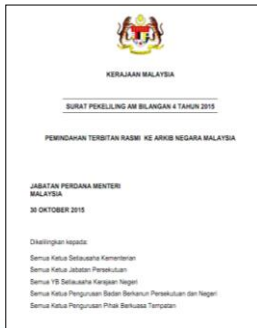 KERAJAAN MALAYSIA
SURAT PEKELILING AM BILANGAN 4 TAHUN 2015
PEMINDAHAN TERBITAN RASMI KE ARKIB NEGARA MALAYSIA
JABATAN PERDANA MENTERI
MALAYSIA
30 OKTOBER 2015
Dikelilingkan kepada:
Semua Ketua Setiausaha Kementerian
Semua Ketua Jabatan Persekutuan
Semua YB Setiausaha Kerajaan Negeri
Semua Ketua Pengurusan Badan Berkanun Persekutuan dan Negeri
Semua Ketua Pengurusan Pihak Berkuasa Tempatan